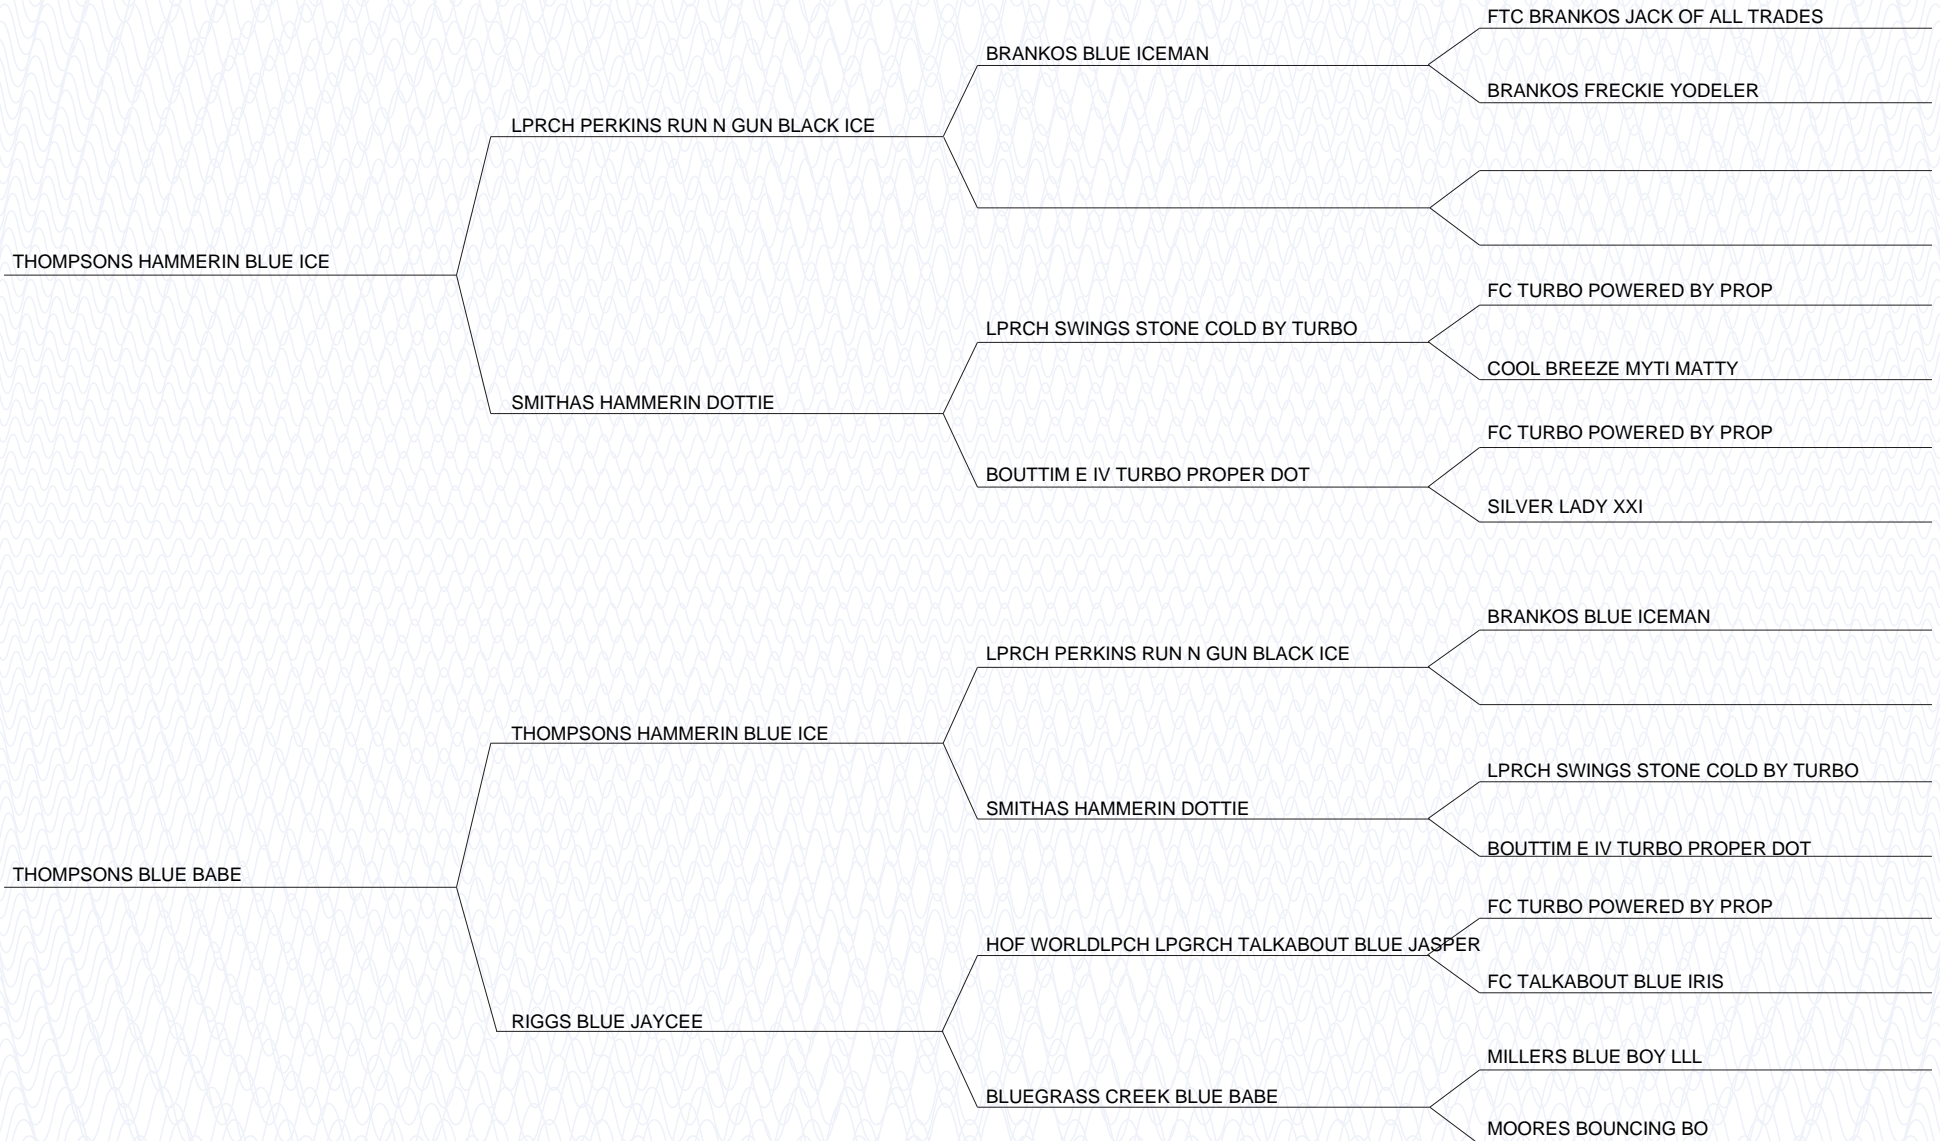 FTC BRANKOS JACK OF ALL TRADES
BRANKOS BLUE ICEMAN
BRANKOS FRECKIE YODELER
LPRCH PERKINS RUN N GUN BLACK ICE
THOMPSONS HAMMERIN BLUE ICE
FC TURBO POWERED BY PROP
LPRCH SWINGS STONE COLD BY TURBO
COOL BREEZE MYTI MATTY
SMITHAS HAMMERIN DOTTIE
FC TURBO POWERED BY PROP
BOUTTIM E IV TURBO PROPER DOT
SILVER LADY XXI
BRANKOS BLUE ICEMAN
LPRCH PERKINS RUN N GUN BLACK ICE
THOMPSONS HAMMERIN BLUE ICE
LPRCH SWINGS STONE COLD BY TURBO
SMITHAS HAMMERIN DOTTIE
BOUTTIM E IV TURBO PROPER DOT
THOMPSONS BLUE BABE
FC TURBO POWERED BY PROP
HOF WORLDLPCH LPGRCH TALKABOUT BLUE JASPER
FC TALKABOUT BLUE IRIS
RIGGS BLUE JAYCEE
MILLERS BLUE BOY LLL
BLUEGRASS CREEK BLUE BABE
MOORES BOUNCING BO